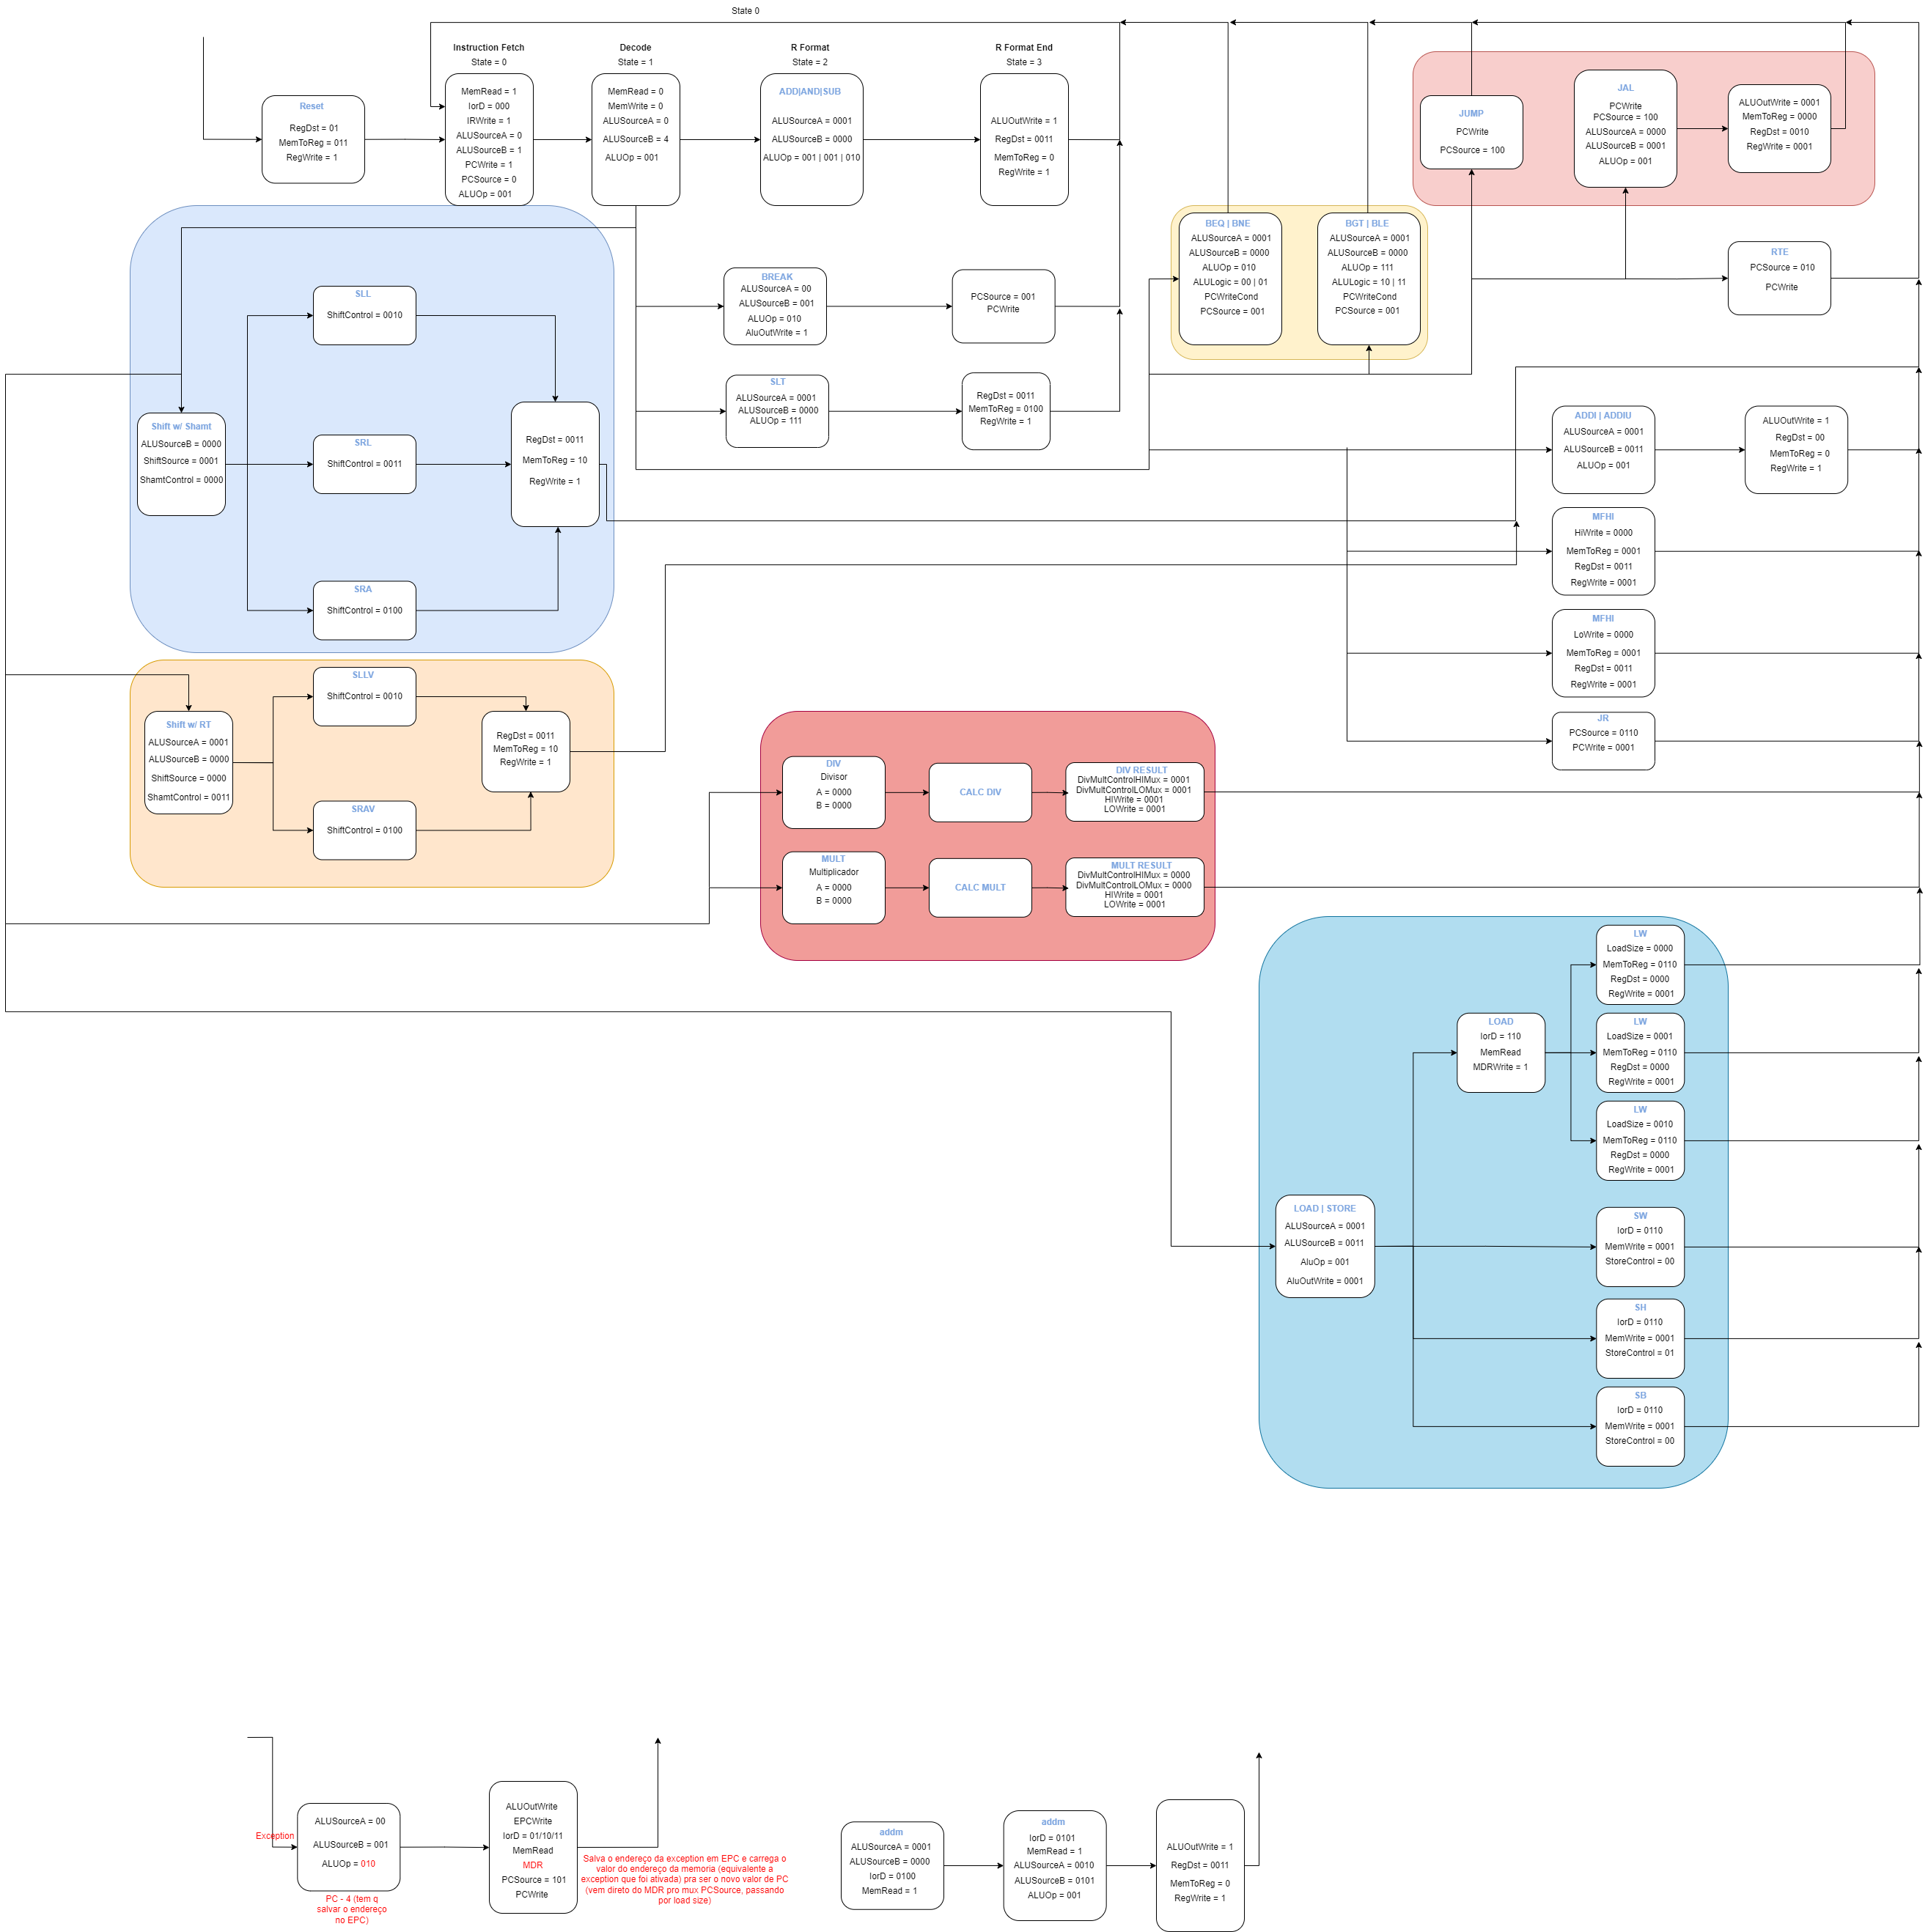 State 0
Instruction Fetch
State = 0
Decode
State = 1
R Format
State = 2
R Format End
State = 3
Reset
RegDst = 01
MemToReg = 011
RegWrite = 1
MemRead = 1
IorD = 000
IRWrite = 1
ALUSourceA = 0
ALUSourceB = 1
PCWrite = 1
PCSource = 0
ALUOp = 001
MemRead = 0
MemWrite = 0
ALUSourceA = 0
ALUSourceB = 4
ALUOp = 001
ADD|AND|SUB
ALUSourceA = 0001
ALUSourceB = 0000
ALUOp = 001 | 001 | 010
ALUOutWrite = 1
RegDst = 0011
MemToReg = 0
RegWrite = 1
JUMP
PCWrite
PCSource = 100
JAL
PCWrite
PCSource = 100
ALUSourceA = 0000
ALUSourceB = 0001
ALUOp = 001
ALUOutWrite = 0001
MemToReg = 0000
RegDst = 0010
RegWrite = 0001
BEQ | BNE
ALUSourceA = 0001
ALUSourceB = 0000
ALUOp = 010
ALULogic = 00 | 01
PCWriteCond
PCSource = 001
BGT | BLE
ALUSourceA = 0001
ALUSourceB = 0000
ALUOp = 111
ALULogic = 10 | 11
PCWriteCond
PCSource = 001
RTE
PCSource = 010
PCWrite
BREAK
ALUSourceA = 00
ALUSourceB = 001
ALUOp = 010
AluOutWrite = 1
PCSource = 001
PCWrite
SLT
ALUSourceA = 0001
ALUSourceB = 0000
ALUOp = 111
RegDst = 0011
MemToReg = 0100
RegWrite = 1
Shift w/ Shamt
ALUSourceB = 0000
ShiftSource = 0001
ShamtControl = 0000
SLL
ShiftControl = 0010
SRL
ShiftControl = 0011
SRA
ShiftControl = 0100
RegDst = 0011
MemToReg = 10
RegWrite = 1
ADDI | ADDIU
ALUSourceA = 0001
ALUSourceB = 0011
ALUOp = 001
ALUOutWrite = 1
RegDst = 00
MemToReg = 0
RegWrite = 1
MFHI
HiWrite = 0000
MemToReg = 0001
RegDst = 0011
RegWrite = 0001
MFHI
LoWrite = 0000
MemToReg = 0001
RegDst = 0011
RegWrite = 0001
JR
PCSource = 0110
PCWrite = 0001
Shift w/ RT
ALUSourceA = 0001
ALUSourceB = 0000
ShiftSource = 0000
ShamtControl = 0011
SLLV
ShiftControl = 0010
SRAV
ShiftControl = 0100
RegDst = 0011
MemToReg = 10
RegWrite = 1
DIV
Divisor
A = 0000
B = 0000
CALC DIV
DIV RESULT
DivMultControlHIMux = 0001
DivMultControlLOMux = 0001
HIWrite = 0001
LOWrite = 0001
MULT
Multiplicador
A = 0000
B = 0000
CALC MULT
MULT RESULT
DivMultControlHIMux = 0000
DivMultControlLOMux = 0000
HIWrite = 0001
LOWrite = 0001
LW
LoadSize = 0000
MemToReg = 0110
RegDst = 0000
RegWrite = 0001
LOAD
IorD = 110
MemRead
MDRWrite = 1
LW
LoadSize = 0001
MemToReg = 0110
RegDst = 0000
RegWrite = 0001
LW
LoadSize = 0010
MemToReg = 0110
RegDst = 0000
RegWrite = 0001
LOAD | STORE
ALUSourceA = 0001
ALUSourceB = 0011
AluOp = 001
AluOutWrite = 0001
SW
IorD = 0110
MemWrite = 0001
StoreControl = 00
SH
IorD = 0110
MemWrite = 0001
StoreControl = 01
SB
IorD = 0110
MemWrite = 0001
StoreControl = 00
Exception
ALUSourceA = 00
ALUSourceB = 001
ALUOp = 010
PC - 4 (tem q
salvar o endereço
no EPC)
ALUOutWrite
EPCWrite
IorD = 01/10/11
MemRead
MDR
PCSource = 101
PCWrite
Salva o endereço da exception em EPC e carrega o
valor do endereço da memoria (equivalente a
exception que foi ativada) pra ser o novo valor de PC
(vem direto do MDR pro mux PCSource, passando
por load size)
addm
ALUSourceA = 0001
ALUSourceB = 0000
IorD = 0100
MemRead = 1
addm
IorD = 0101
MemRead = 1
ALUSourceA = 0010
ALUSourceB = 0101
ALUOp = 001
ALUOutWrite = 1
RegDst = 0011
MemToReg = 0
RegWrite = 1